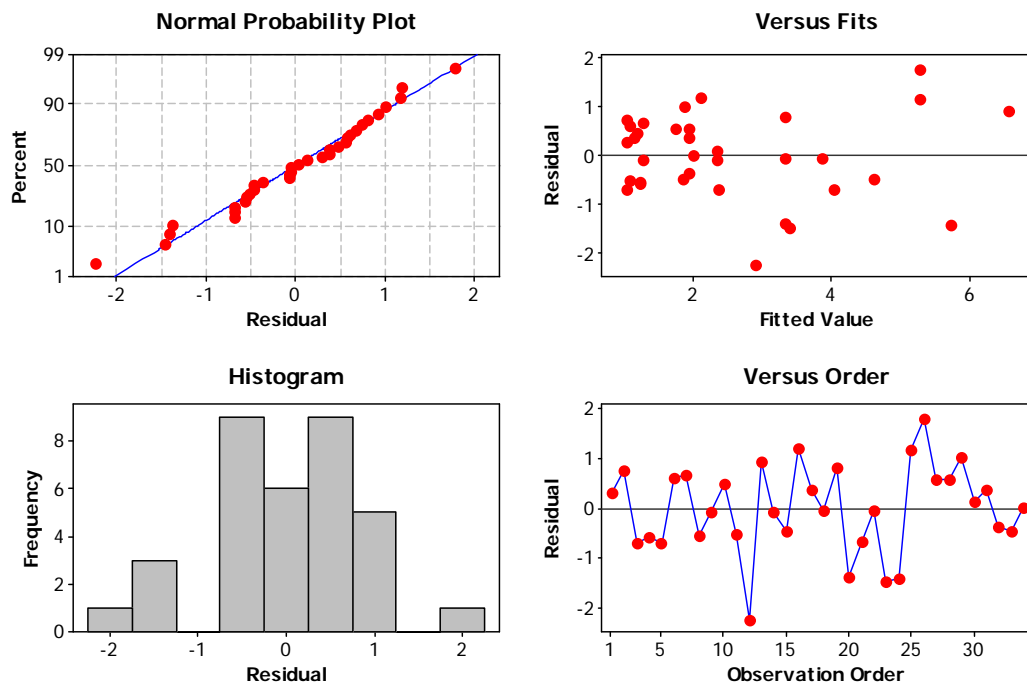 Normal Probability Plot
99
90
50
10
1
Percent
-2 -1 0 1 2
Residual
Versus Fits
2
1
0
-1
-2
Residual
2 4 6
Fitted Value
Histogram
8
6
4
2
0
Frequency
-2 -1 0 1 2
Residual
Versus Order
2
1
0
-1
-2
Residual
1 5 10 15 20 25 30
Observation Order